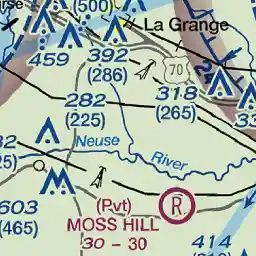 (500)
La Grange
459
392
(286)
70
318
(265)
282
(225)
Neuse
River
(Pvt)
R
MOSS HILL
30 - 30
603
(465)
414